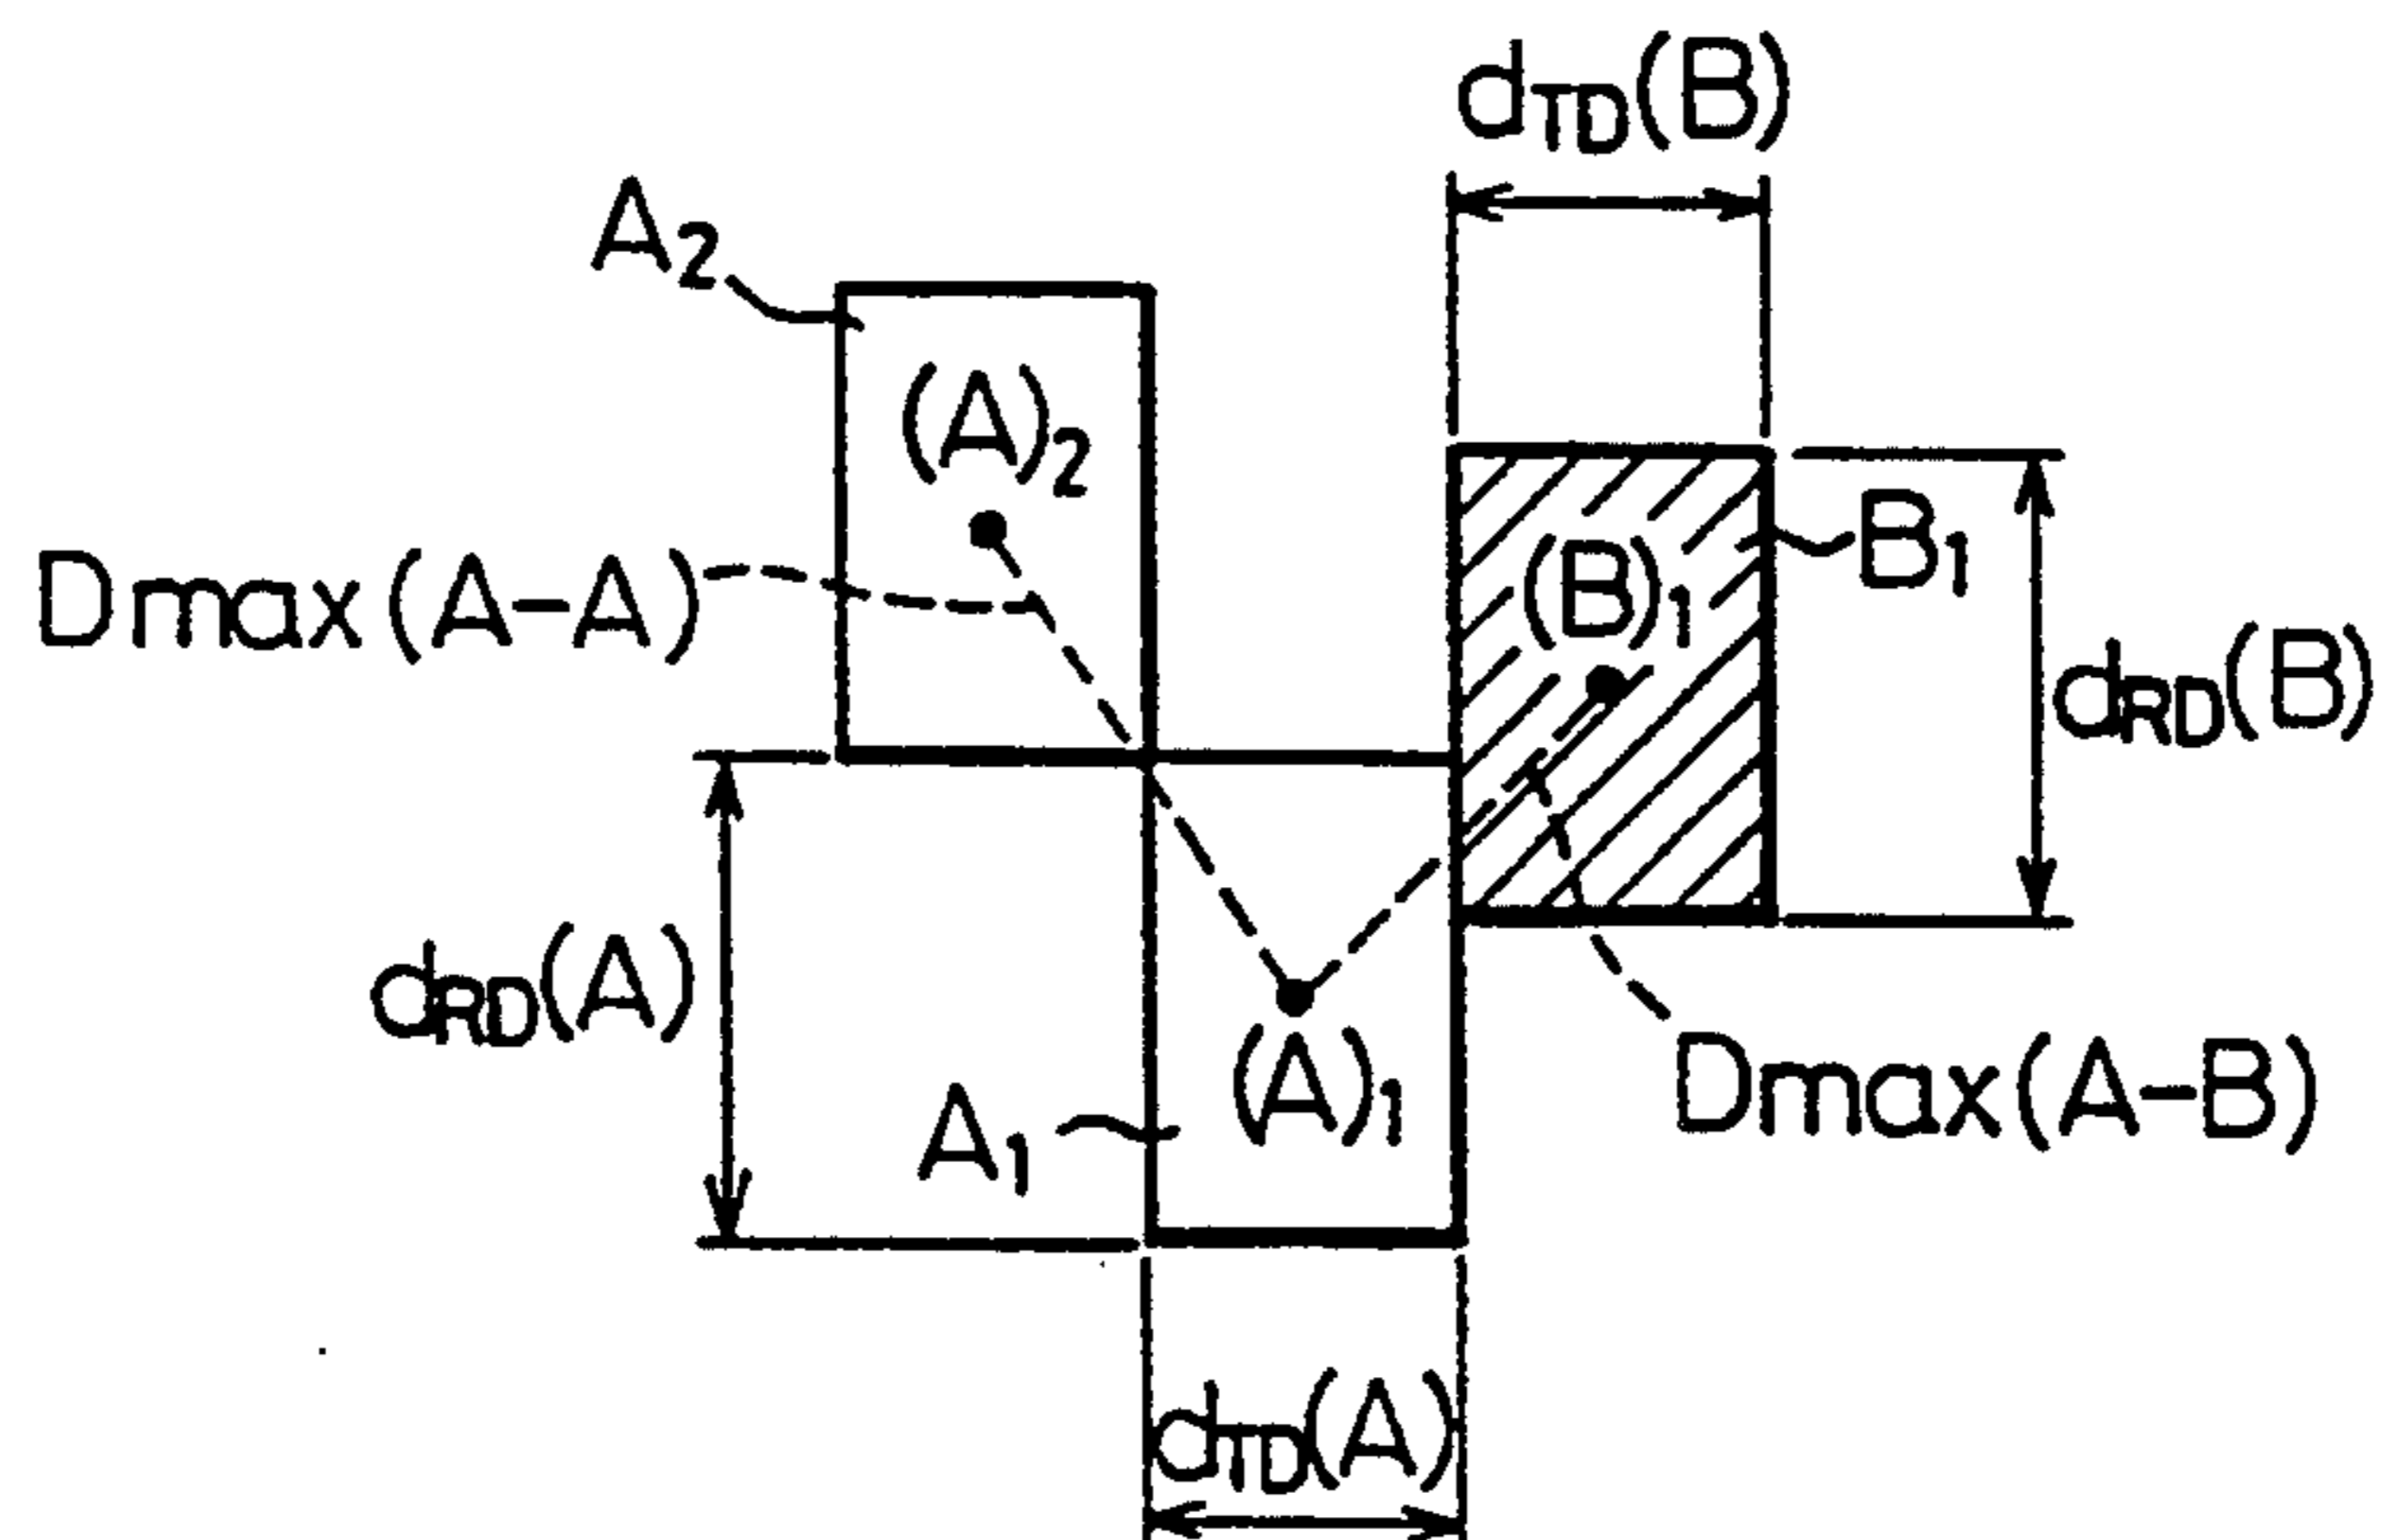 dTD(B)
A2
(A)2
Dmax(A-A)
(B)1
B1
dRD(B)
dRD(A)
(A)1
A1
Dmax(A-B)
dTD(A)